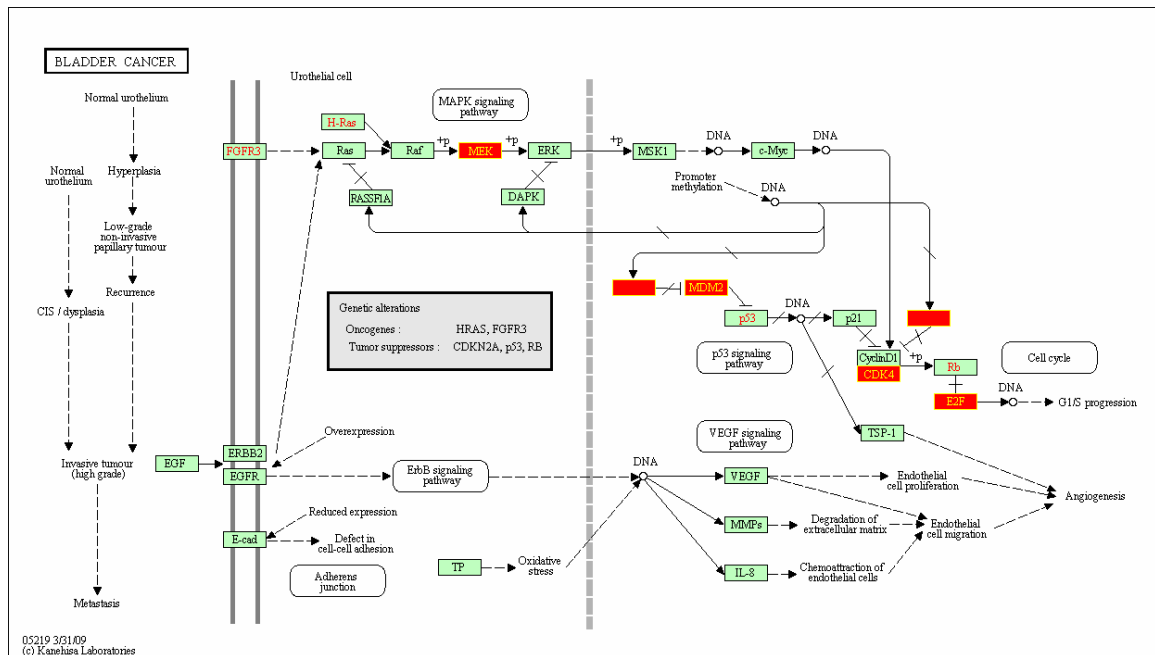 BLADDER CANCER
Normal urothelium
Normal
urothelium
Hyperplasia
Low-grade
non-invasive
papillary tumour
Recurrence
CIS / dysplasia
Invasive tumour
(high grade)
Metastasis
Urothelial cell
MAPK signaling
pathway
H-Ras
FGFR3
Ras
Raf
+p
MEK
+p
ERK
+p
MSK1
DNA
c-Myc
DNA
RASSF1A
DAPK
Promoter
methylation
DNA
MDM2
p53
DNA
p21
CyclinD1
CDK4
+p
Rb
E2F
DNA
G1/S progression
p53 signaling
pathway
Cell cycle
Genetic alterations
Oncogenes : HRAS, FGFR3
Tumor suppressors : CDKN2A, p53, RB
EGF
ERBB2
EGFR
Overexpression
ErbB signaling
pathway
VEGF signaling
pathway
TSP-1
DNA
VEGF
Endothelial
cell proliferation
Angiogenesis
Reduced expression
E-cad
Defect in
cell-cell adhesion
Adherens
junction
TP
Oxidative
stress
MMPs
Degradation of
extracellular matrix
Endothelial
cell migration
IL-8
Chemoattraction of
endothelial cells
05219 3/31/09
(c) Kanehisa Laboratories